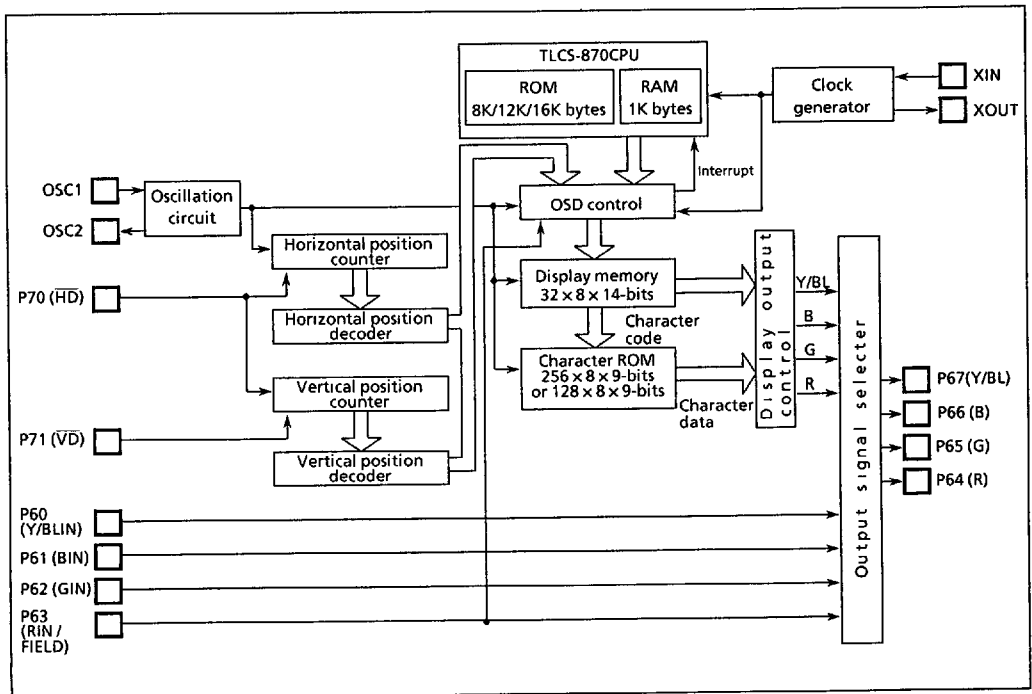 TLCS-870CPU
ROM
8K/12K/16K bytes
RAM
1K bytes
Clock
generator
XIN
XOUT
Interrupt
OSC1
OSC2
Oscillation
circuit
OSD control
Horizontal position
counter
P70 (HD)
Horizontal position
decoder
Display memory
32 × 8 × 14-bits
Character
code
Character ROM
256 × 8 × 9-bits
or 128 × 8 × 9-bits
Character
data
Display output
control
Y/BL
B
G
R
Vertical position
counter
P71 (VD)
Vertical position
decoder
Output signal selecter
P67(Y/BL)
P66 (B)
P65 (G)
P64 (R)
P60
(Y/BLIN)
P61 (BIN)
P62 (GIN)
P63
(RIN /
FIELD)